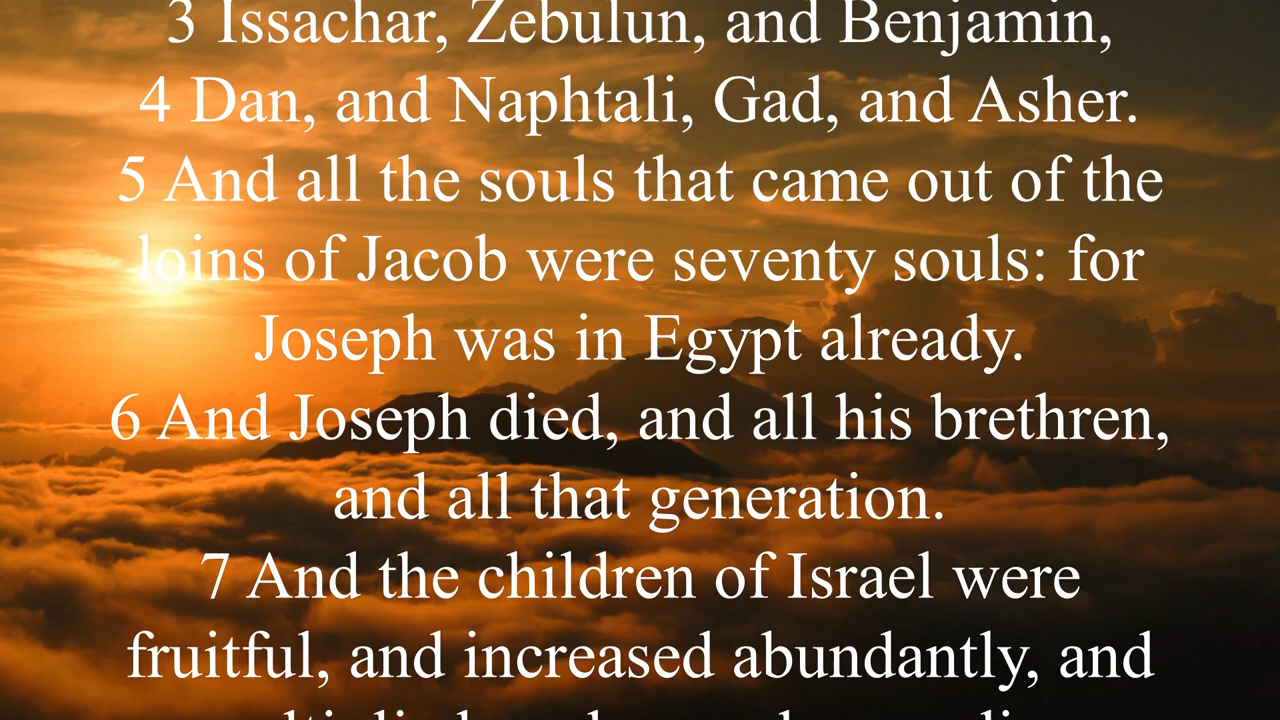 3 Issachar, Zebulun, and Benjamin,
4 Dan, and Naphtali, Gad, and Asher.
5 And all the souls that came out of the
loins of Jacob were seventy souls: for
Joseph was in Egypt already.
6 And Joseph died, and all his brethren,
and all that generation.
7 And the children of Israel were
fruitful, and increased abundantly, and